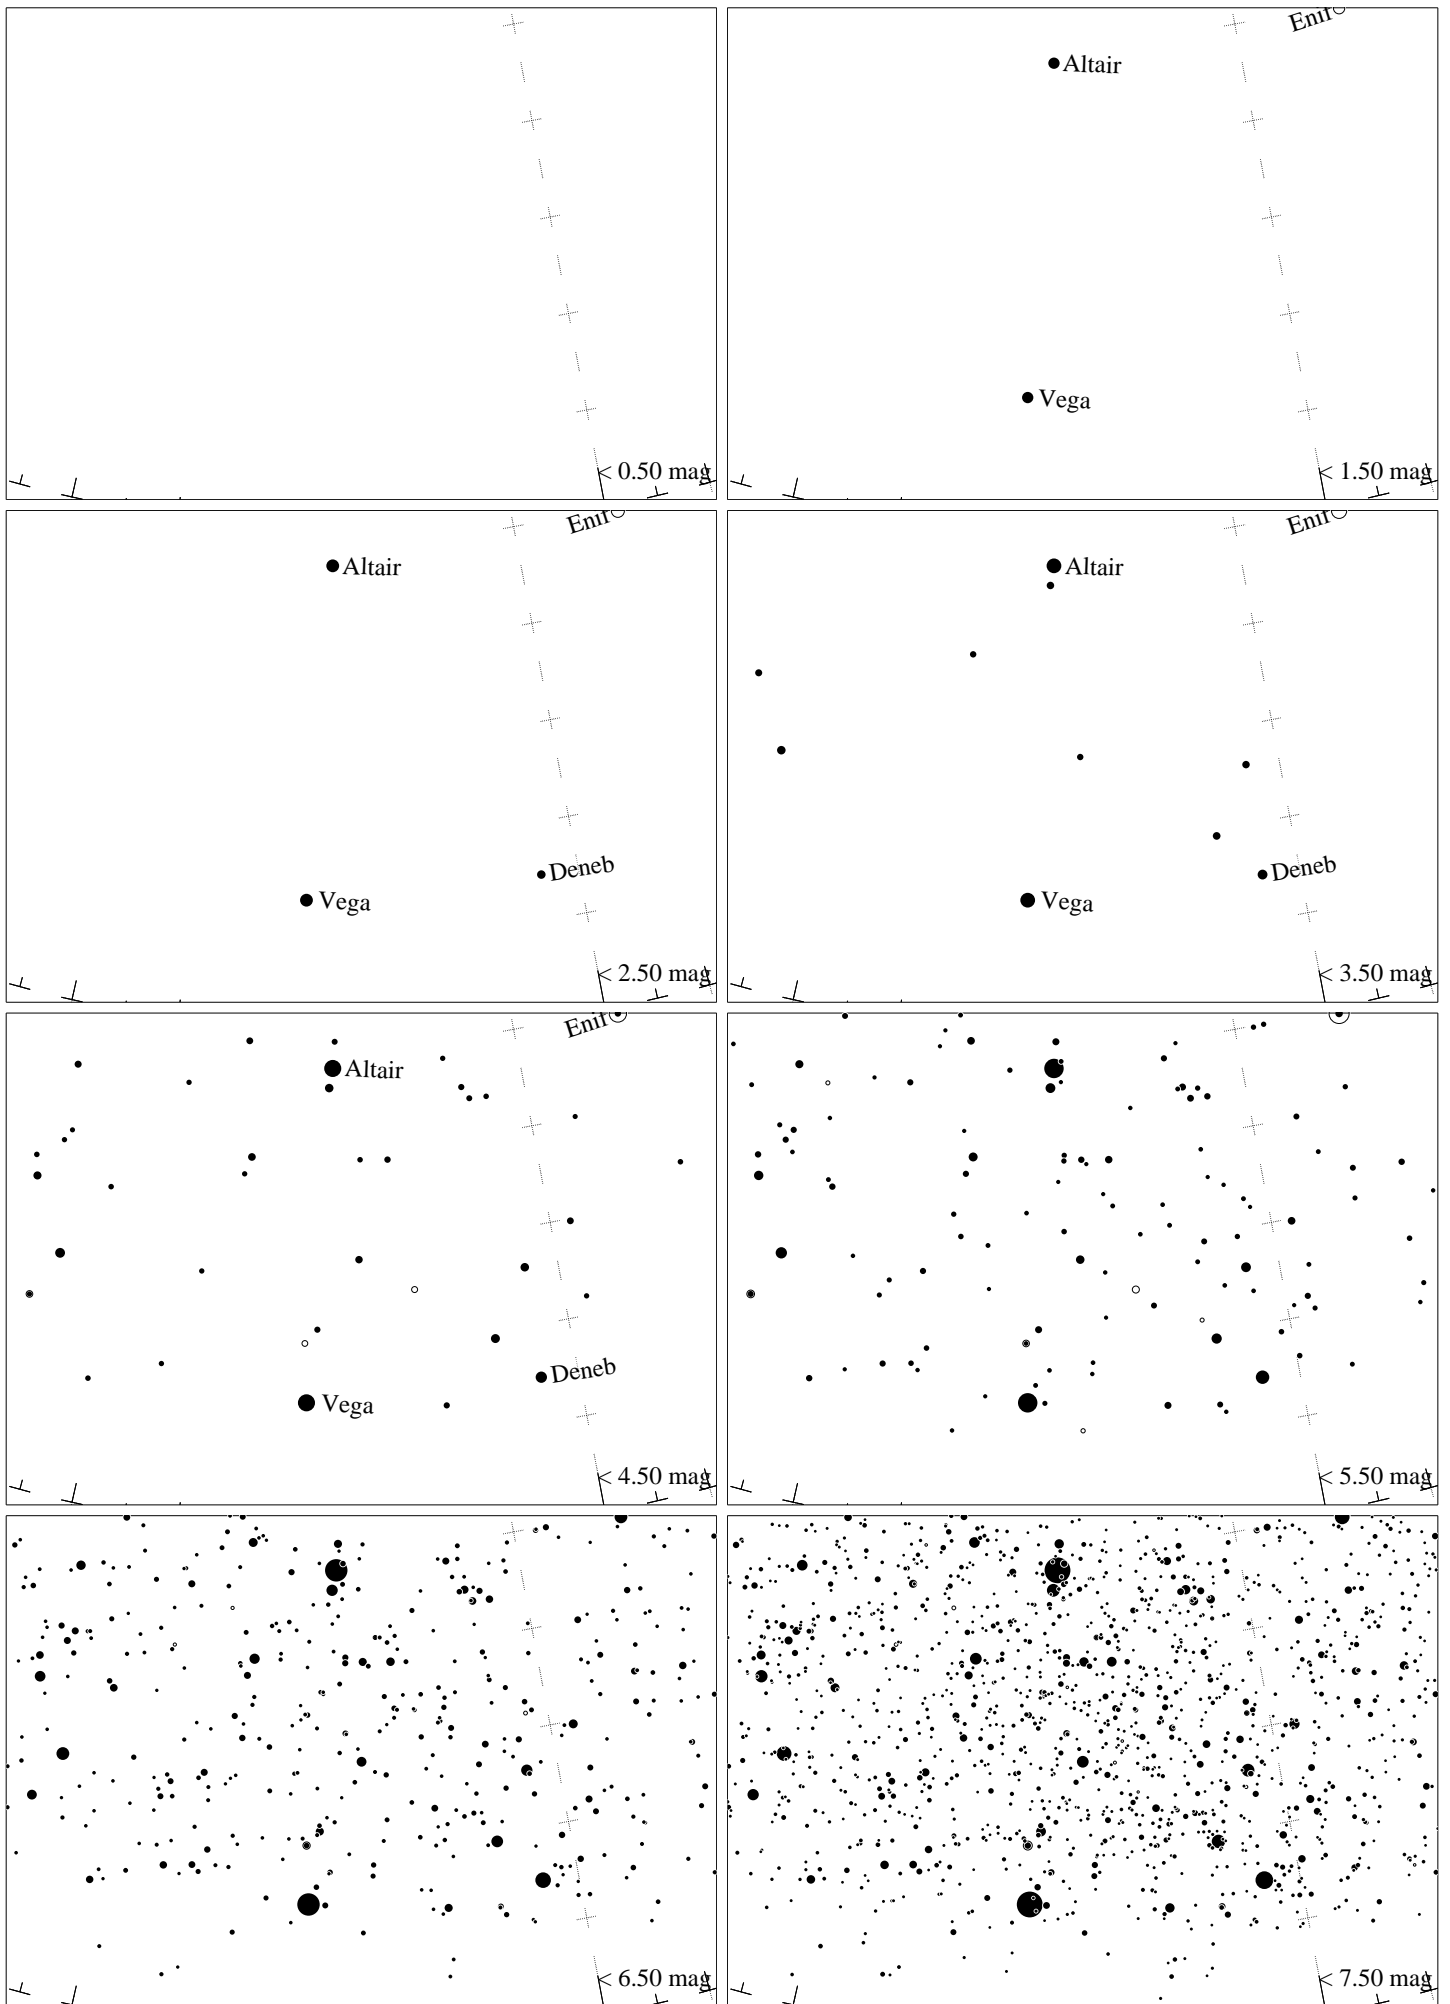 < 0.50 mag
Enif
Altair
Vega
< 1.50 mag
Enif
Altair
Deneb
Vega
< 2.50 mag
Enif
Altair
Deneb
Vega
< 3.50 mag
Enif
Altair
Deneb
Vega
< 4.50 mag
< 5.50 mag
< 6.50 mag
< 7.50 mag